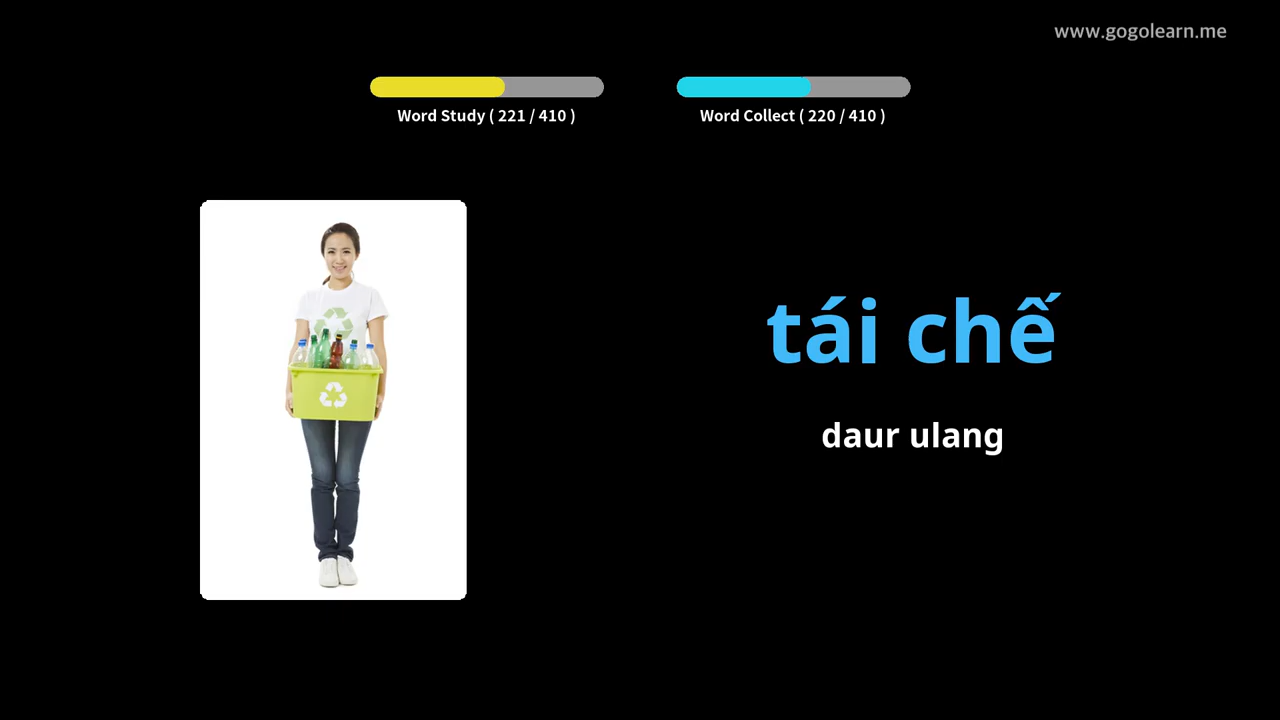 www.gogolearn.me
Word Study ( 221 / 410 )
Word Collect ( 220 / 410 )
tái chế
daur ulang